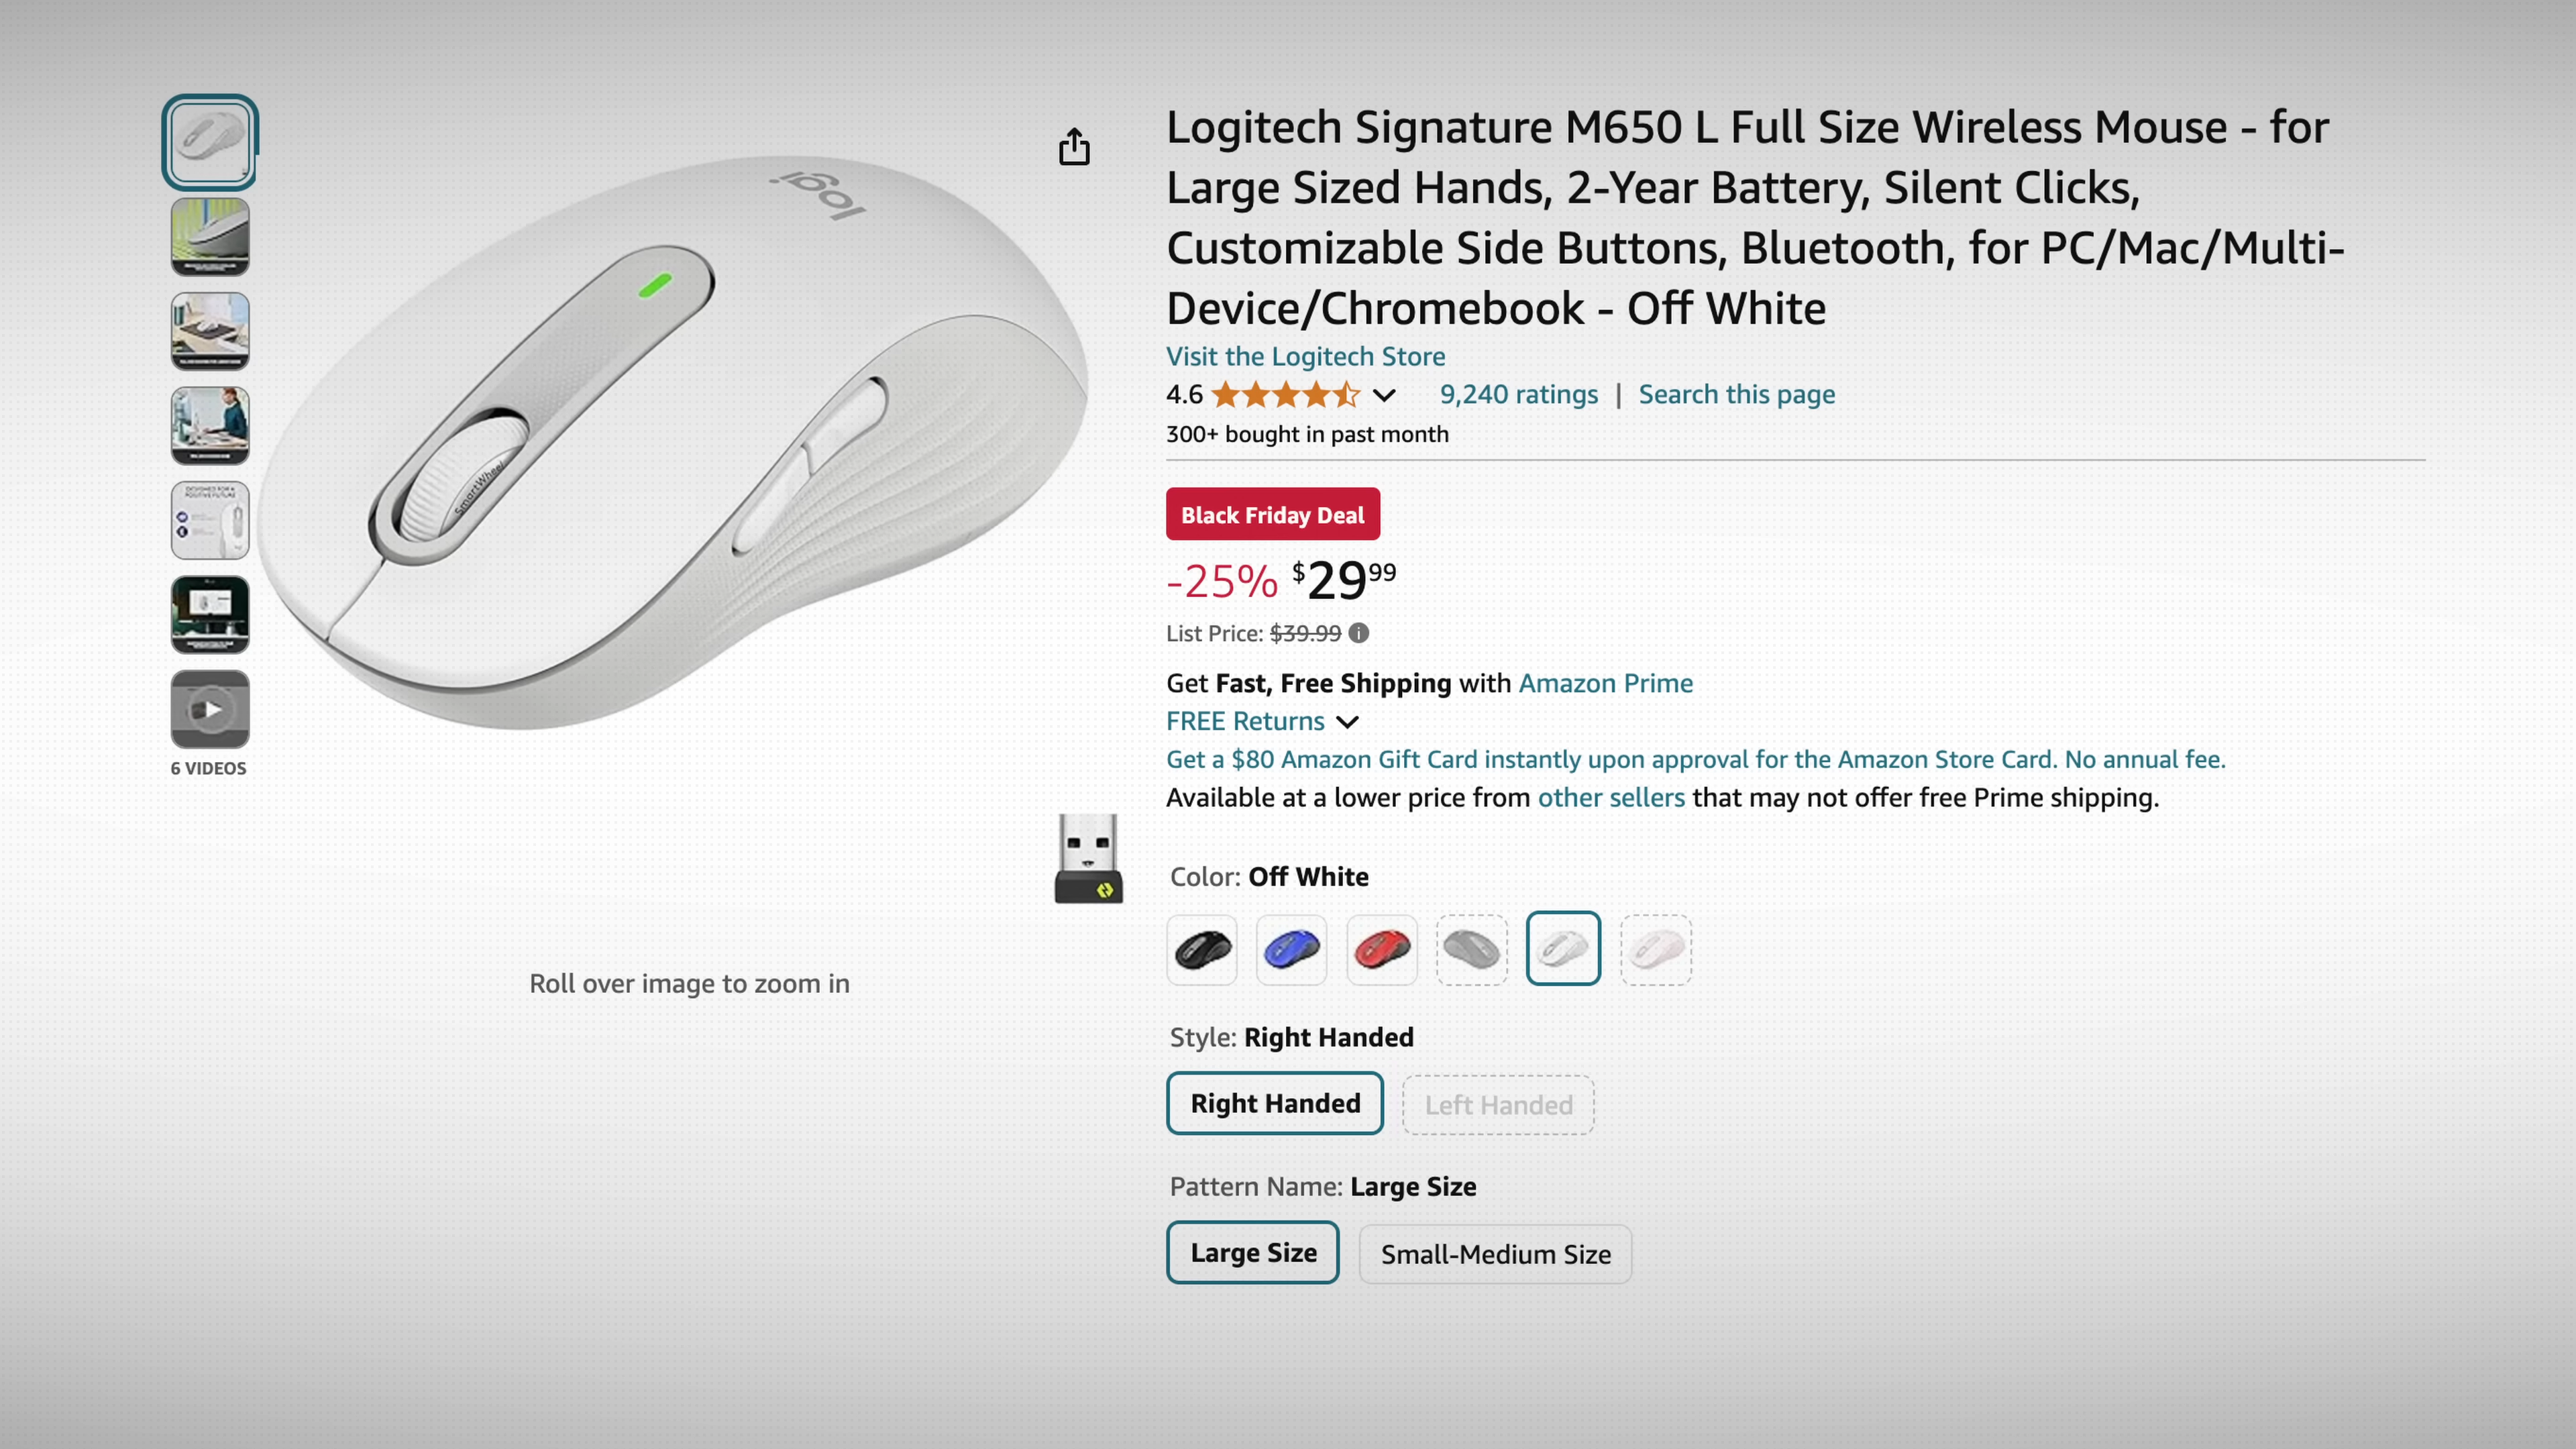 Logitech Signature M650 L Full Size Wireless Mouse - for
Large Sized Hands, 2-Year Battery, Silent Clicks,
Customizable Side Buttons, Bluetooth, for PC/Mac/Multi-
Device/Chromebook - Off White
Visit the Logitech Store
4.6 9,240 ratings | Search this page
300+ bought in past month
Black Friday Deal
-25% $2999
List Price: $39.99
Get Fast, Free Shipping with Amazon Prime
FREE Returns
Get a $80 Amazon Gift Card instantly upon approval for the Amazon Store Card. No annual fee.
Available at a lower price from other sellers that may not offer free Prime shipping.
Color: Off White
Style: Right Handed
Right Handed Left Handed
Pattern Name: Large Size
Large Size Small-Medium Size
logi
SmartWheel
DESIGNED FOR A
POSITIVE FUTURE
6 VIDEOS
Roll over image to zoom in